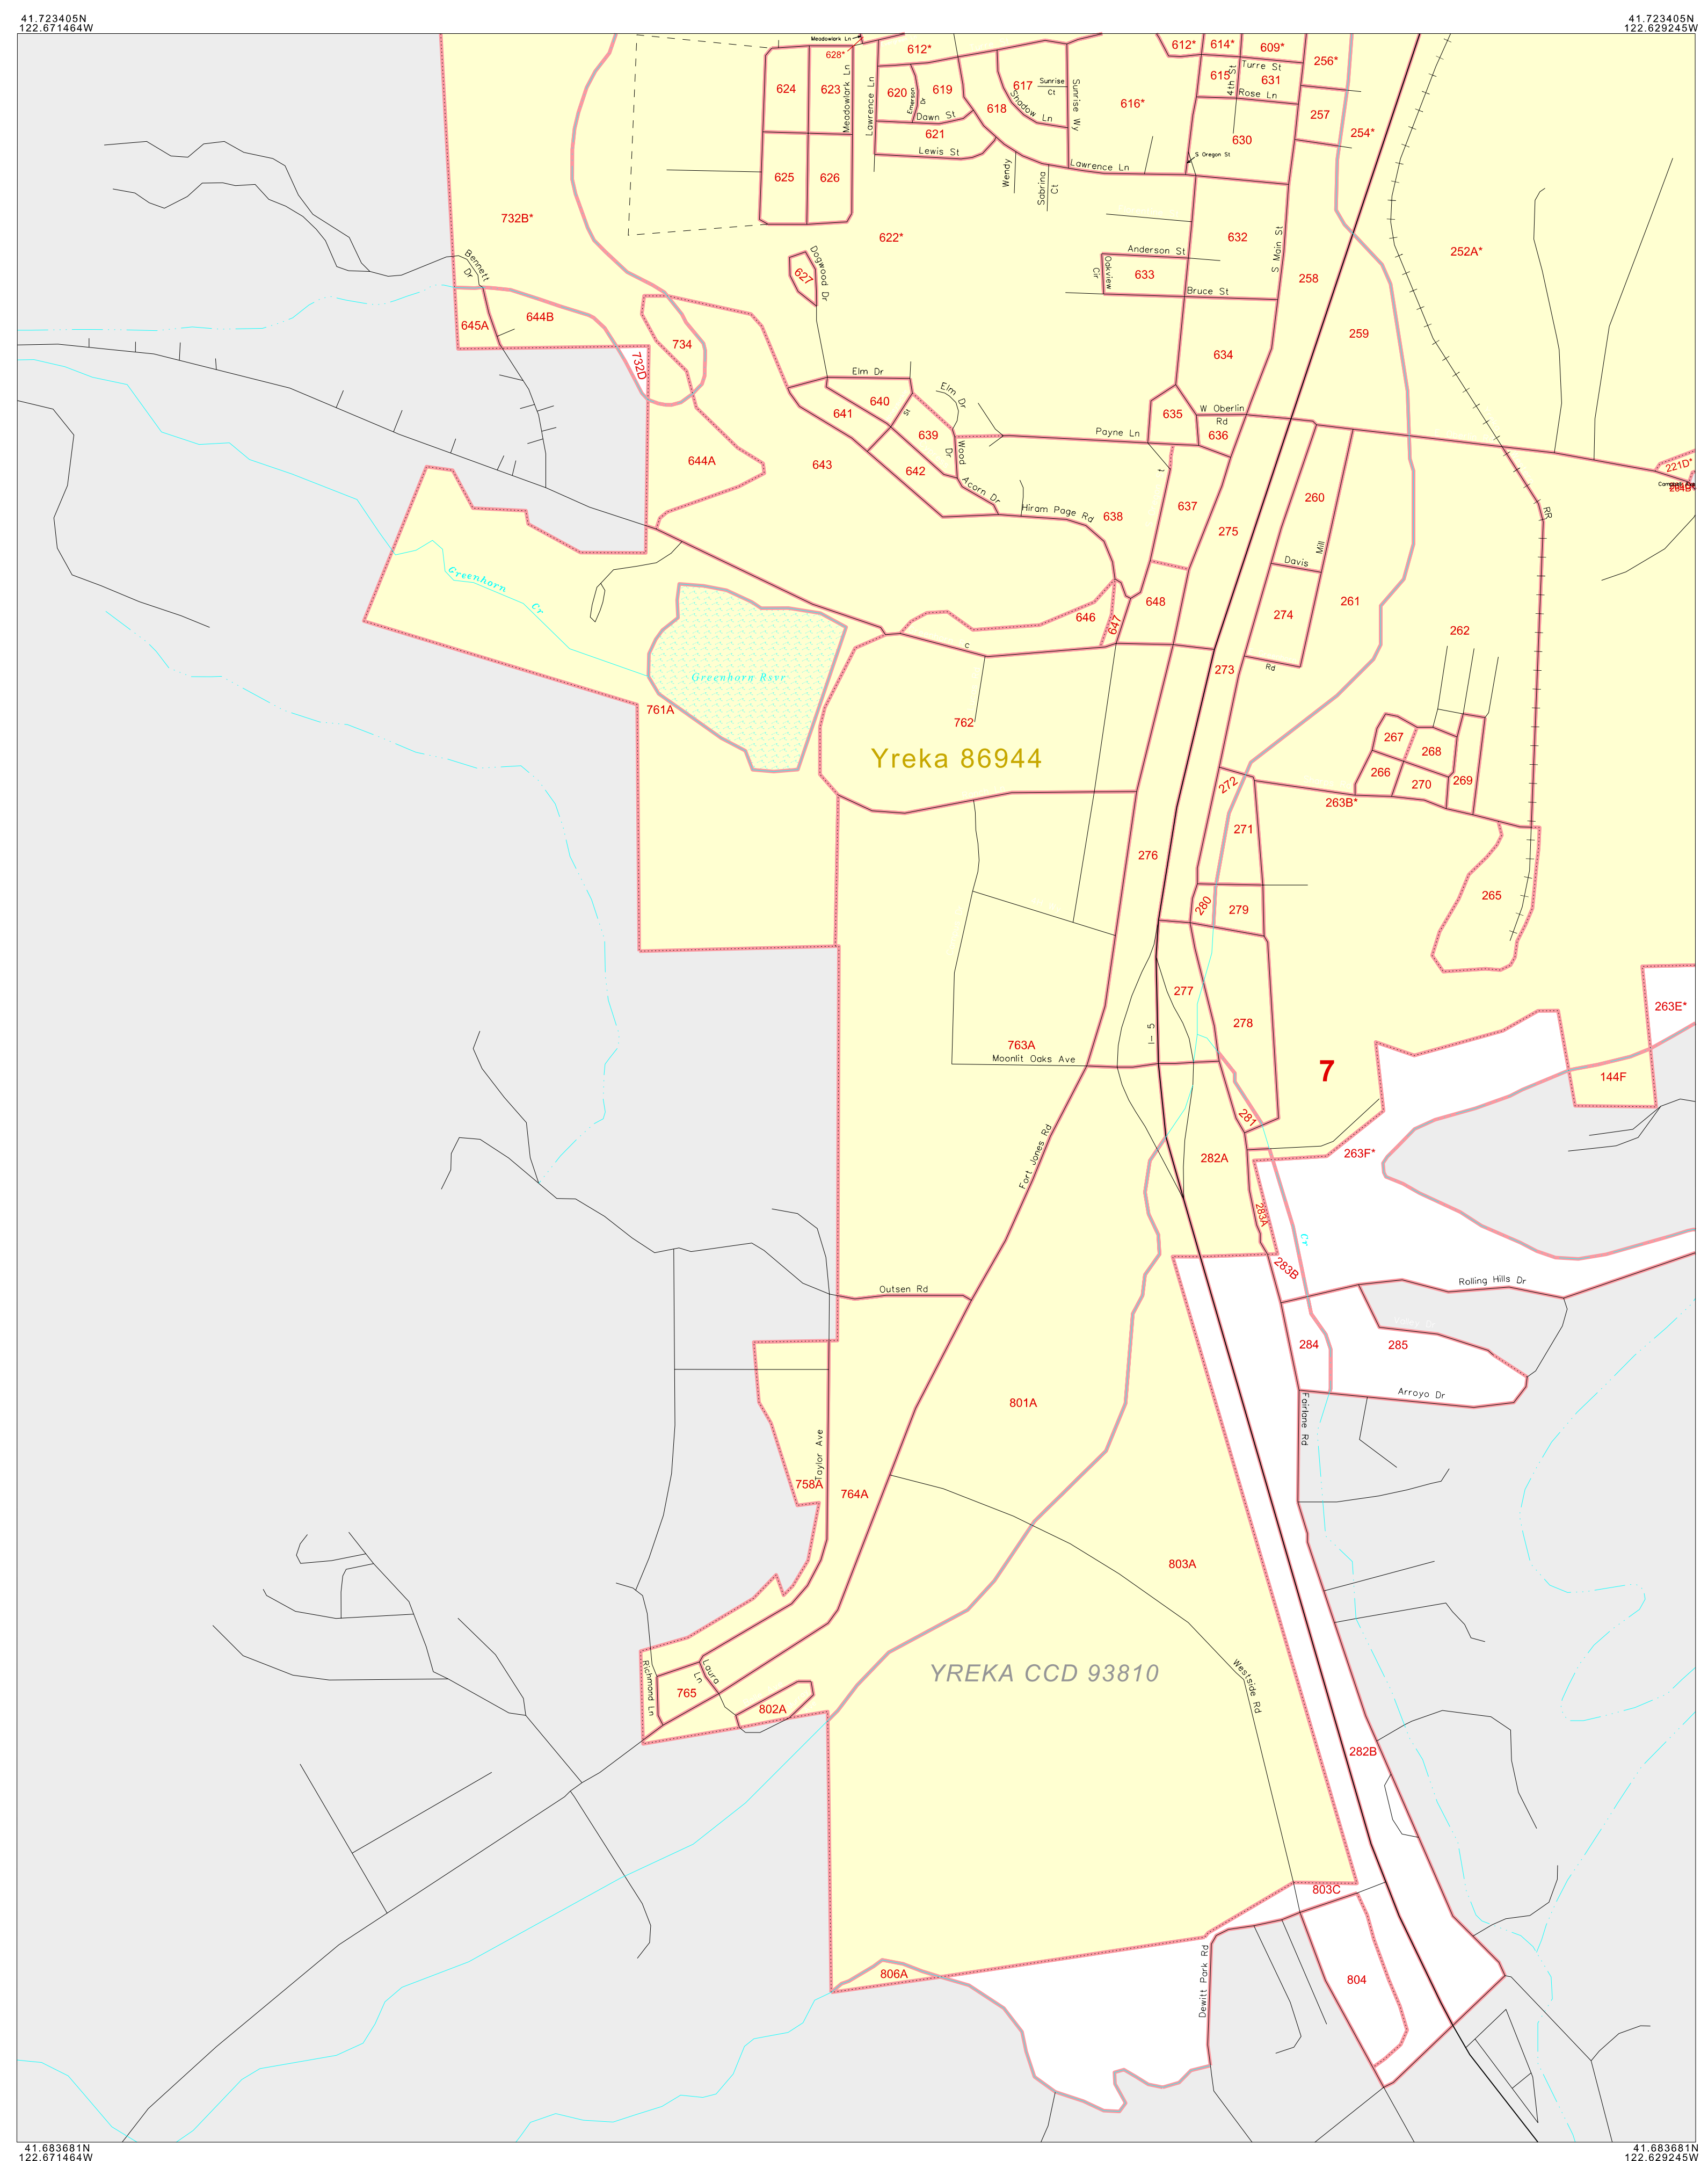 41.723405N
122.671464W
41.723405N
122.629245W
Meadowlark Ln
628*
612*
612*
614*
609*
256*
Turre St
624
623
Meadowlark Ln
Lawrence Ln
620
Emerson
Ct
619
617
Sunrise
Ct
Sunrise Wy
Shadow Ln
618
616*
615
4th St
631
Rose Ln
257
254*
Dawn St
621
Lewis St
630
S Oregon St
Lawrence Ln
Wendy
Sabrina
Ct
625
626
732B*
622*
632
S Main St
252A*
Bennett
Dr
Dogwood Dr
627
Anderson St
Oakview
Cir
633
Bruce St
258
645A
644B
734
732D
259
634
Elm Dr
Elm Dr
640
641
St
639
635
W Oberlin
Rd
636
Payne Ln
Wood
Dr
644A
643
642
Acorn Dr
Hiram Page Rd
638
637
275
260
221D*
RR
Davis
Mill
Greenhorn
Cr
274
261
646
647
648
262
c
273
Rd
Greenhorn Rsvr
761A
762
Yreka 86944
267
268
266
270
269
272
263B*
271
276
265
280
279
277
278
263E*
I- 5
763A
Moonlit Oaks Ave
7
144F
281
282A
263F*
Fort Jones Rd
283A
Cr
283B
Rolling Hills Dr
Outsen Rd
284
285
Arroyo Dr
Fairlane Rd
801A
Taylor Ave
758A
764A
803A
YREKA CCD 93810
Westside Rd
Richmond Ln
Laura
Ln
765
802A
282B
803C
806A
Dewitt Park Rd
804
41.683681N
122.671464W
41.683681N
122.629245W